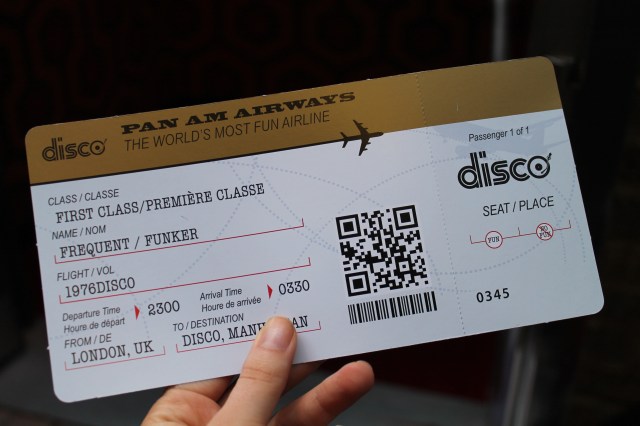 disco
PAN AM AIRWAYS
THE WORLD'S MOST FUN AIRLINE
CLASS / CLASSE
FIRST CLASS/PREMIÈRE CLASSE
NAME / NOM
FREQUENT / FUNKER
FLIGHT / VOL
1976DISCO
Departure Time
Heure de départ
2300
Arrival Time
Heure de arrivée
0330
FROM / DE
LONDON, UK
TO / DESTINATION
DISCO,
Passenger 1 of 1
disco
SEAT / PLACE
FUN
NO FUN
0345